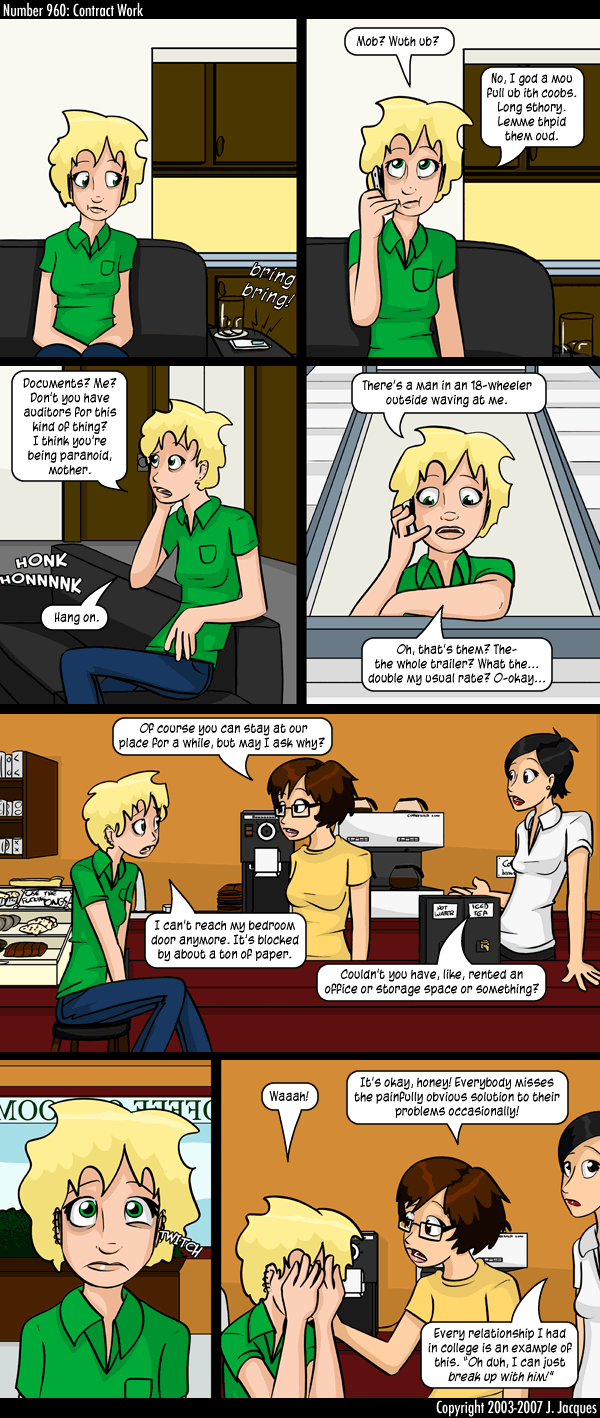 Number 960: Contract Work
bring
bring!
Mob? Wuth ub?
No, I god a mou
full ub ith coobs.
Long sthory.
Lemme thpid
them oud.
Documents? Me?
Don't you have
auditors for this
kind of thing?
I think you're
being paranoid,
mother.
HONK
HONNNNK
Hang on.
There's a man in an 18-wheeler
outside waving at me.
Oh, that's them? The-
the whole trailer? What the...
double my usual rate? O-okay...
Of course you can stay at our
place for a while, but may I ask why?
I can't reach my bedroom
door anymore. It's blocked
by about a ton of paper.
USE THE
FUCKIN
TONGS!
HOT
WATER
ICED
TEA
Couldn't you have, like, rented an
office or storage space or something?
TWITCH
Waaah!
It's okay, honey! Everybody misses
the painfully obvious solution to their
problems occasionally!
Every relationship I had
in college is an example of
this. "Oh duh, I can just
break up with him!"
Copyright 2003-2007 J. Jacques